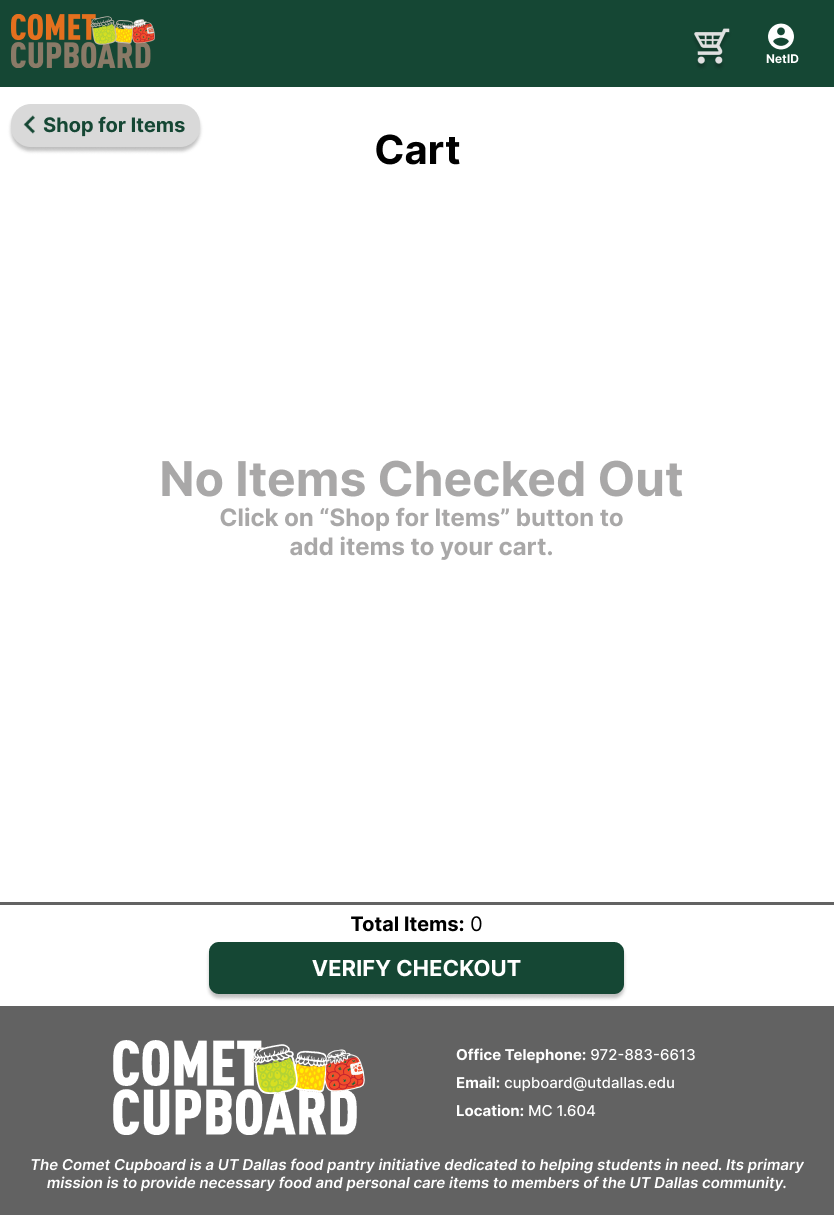 COMET
CUPBOARD
NetID
Shop for Items
Cart
No Items Checked Out
Click on “Shop for Items” button to
add items to your cart.
Total Items: 0
VERIFY CHECKOUT
COMET
CUPBOARD
Office Telephone: 972-883-6613
Email: cupboard@utdallas.edu
Location: MC 1.604
The Comet Cupboard is a UT Dallas food pantry initiative dedicated to helping students in need. Its primary
mission is to provide necessary food and personal care items to members of the UT Dallas community.